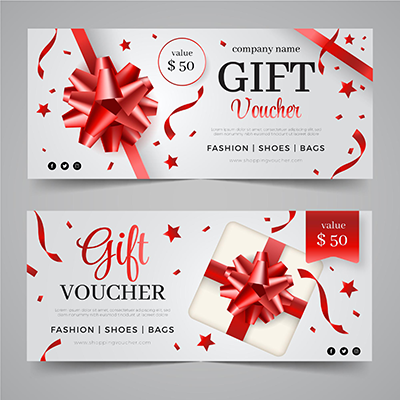 value
$ 50
company name
GIFT
Voucher
FASHION | SHOES | BAGS
www.shoppingvoucher.com
Gift
VOUCHER
FASHION | SHOES | BAGS
www.shoppingvoucher.com
value
$ 50